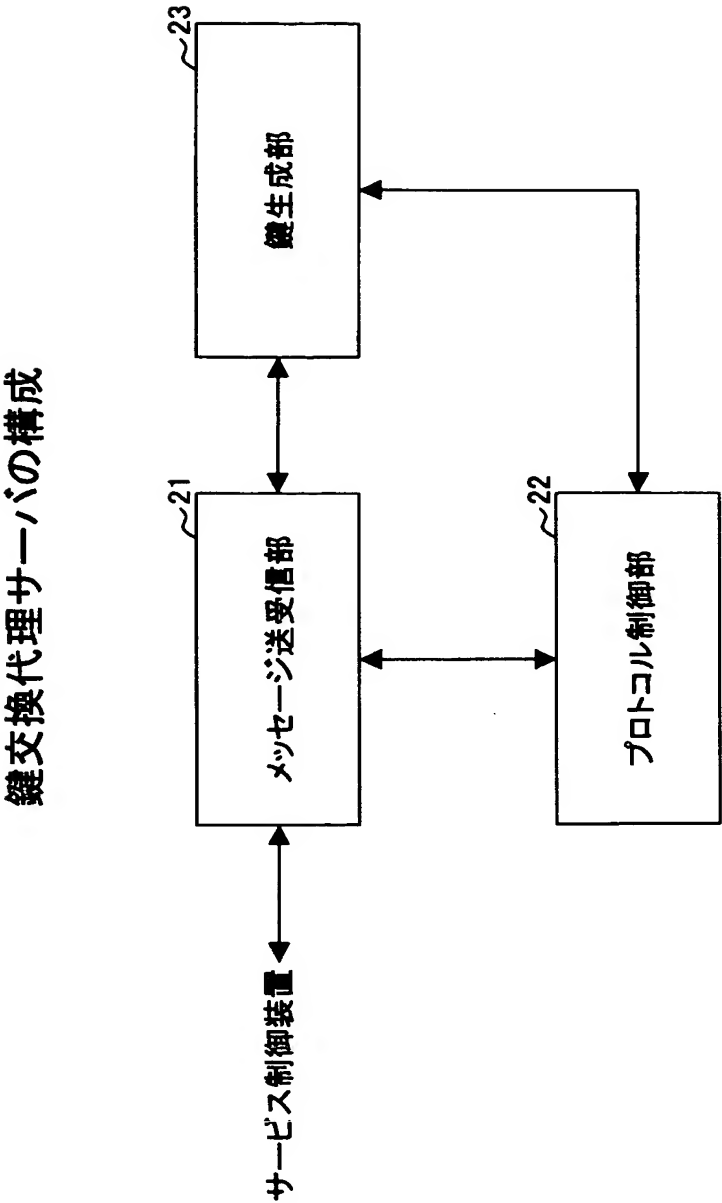 鍵交換代理サーバの構成
サービス制御装置
21
メッセージ送受信部
23
鍵生成部
22
プロトコル制御部